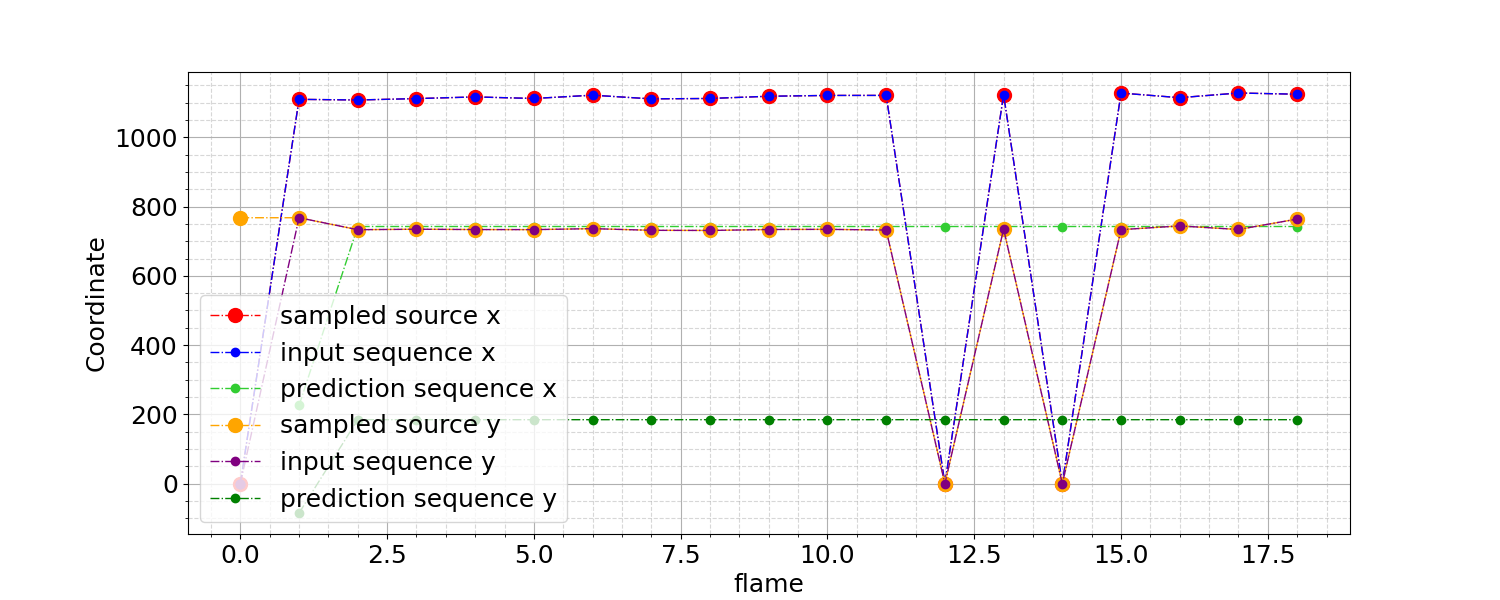 Coordinate
1000
800
600
400
200
0
sampled source x
input sequence x
prediction sequence x
sampled source y
input sequence y
prediction sequence y
0.0 2.5 5.0 7.5 10.0 12.5 15.0 17.5
flame